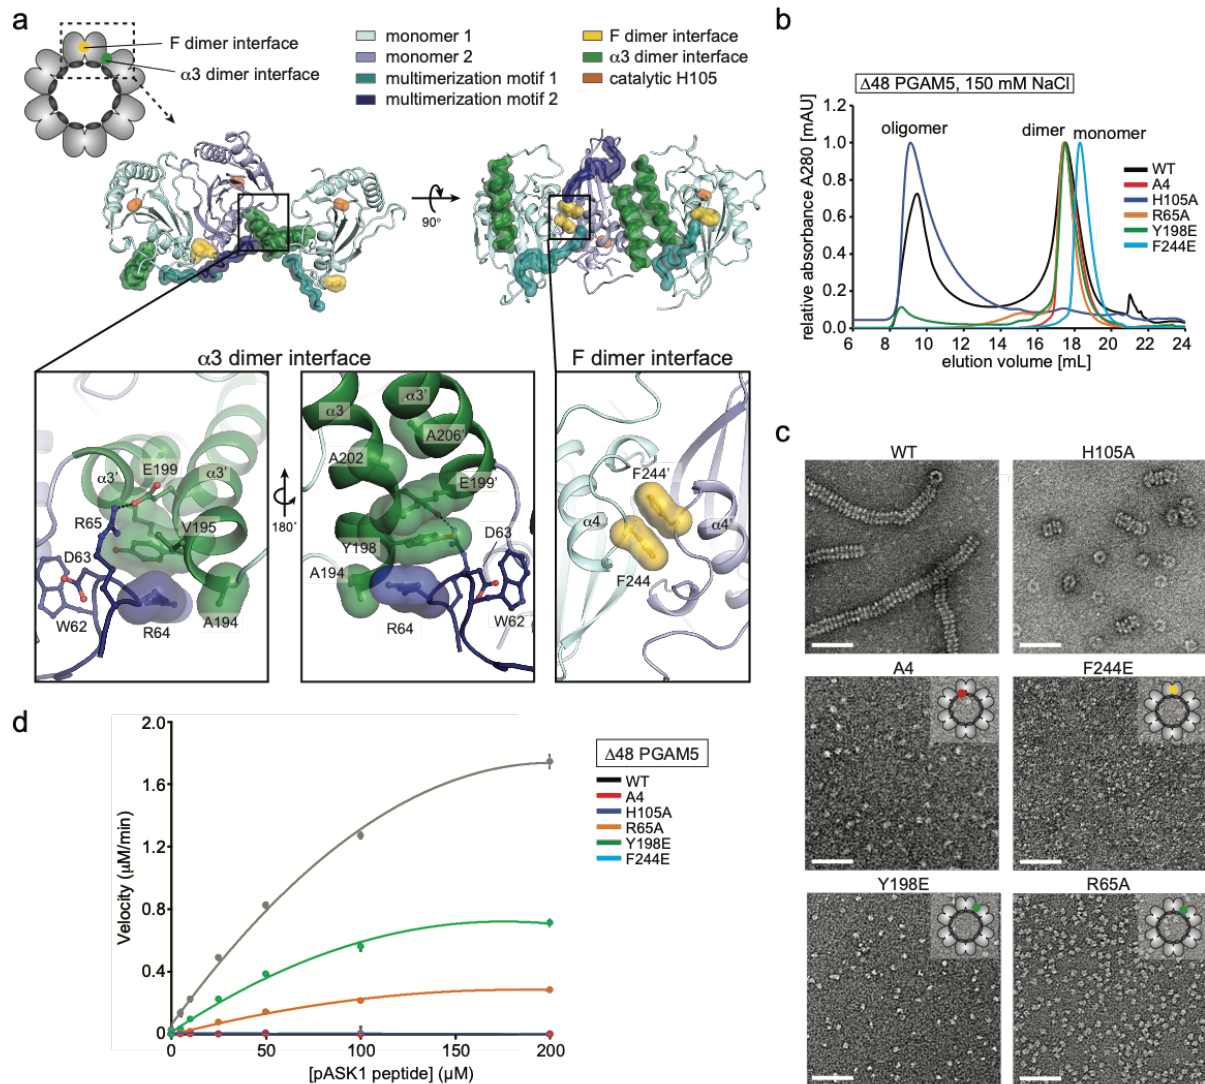 a
F dimer interface
α3 dimer interface
monomer 1
monomer 2
multimerization motif 1
multimerization motif 2
F dimer interface
α3 dimer interface
catalytic H105
90°
α3 dimer interface
F dimer interface
α3'
E199
α3'
R65
V195
D63
W62
R64
A194
180°
α3
α3'
A206'
A202
E199'
Y198
D63
A194
R64
W62
F244'
α4
α4'
F244
b
Δ48 PGAM5, 150 mM NaCl
oligomer
dimer
monomer
relative absorbance A280 [mAU]
1.0
0.8
0.6
0.4
0.2
0.0
6 8 10 12 14 16 18 20 22 24
elution volume [mL]
WT
A4
H105A
R65A
Y198E
F244E
c
WT
H105A
A4
F244E
Y198E
R65A
d
Velocity (µM/min)
2.0
1.6
1.2
0.8
0.4
0
0 50 100 150 200
[pASK1 peptide] (µM)
Δ48 PGAM5
WT
A4
H105A
R65A
Y198E
F244E